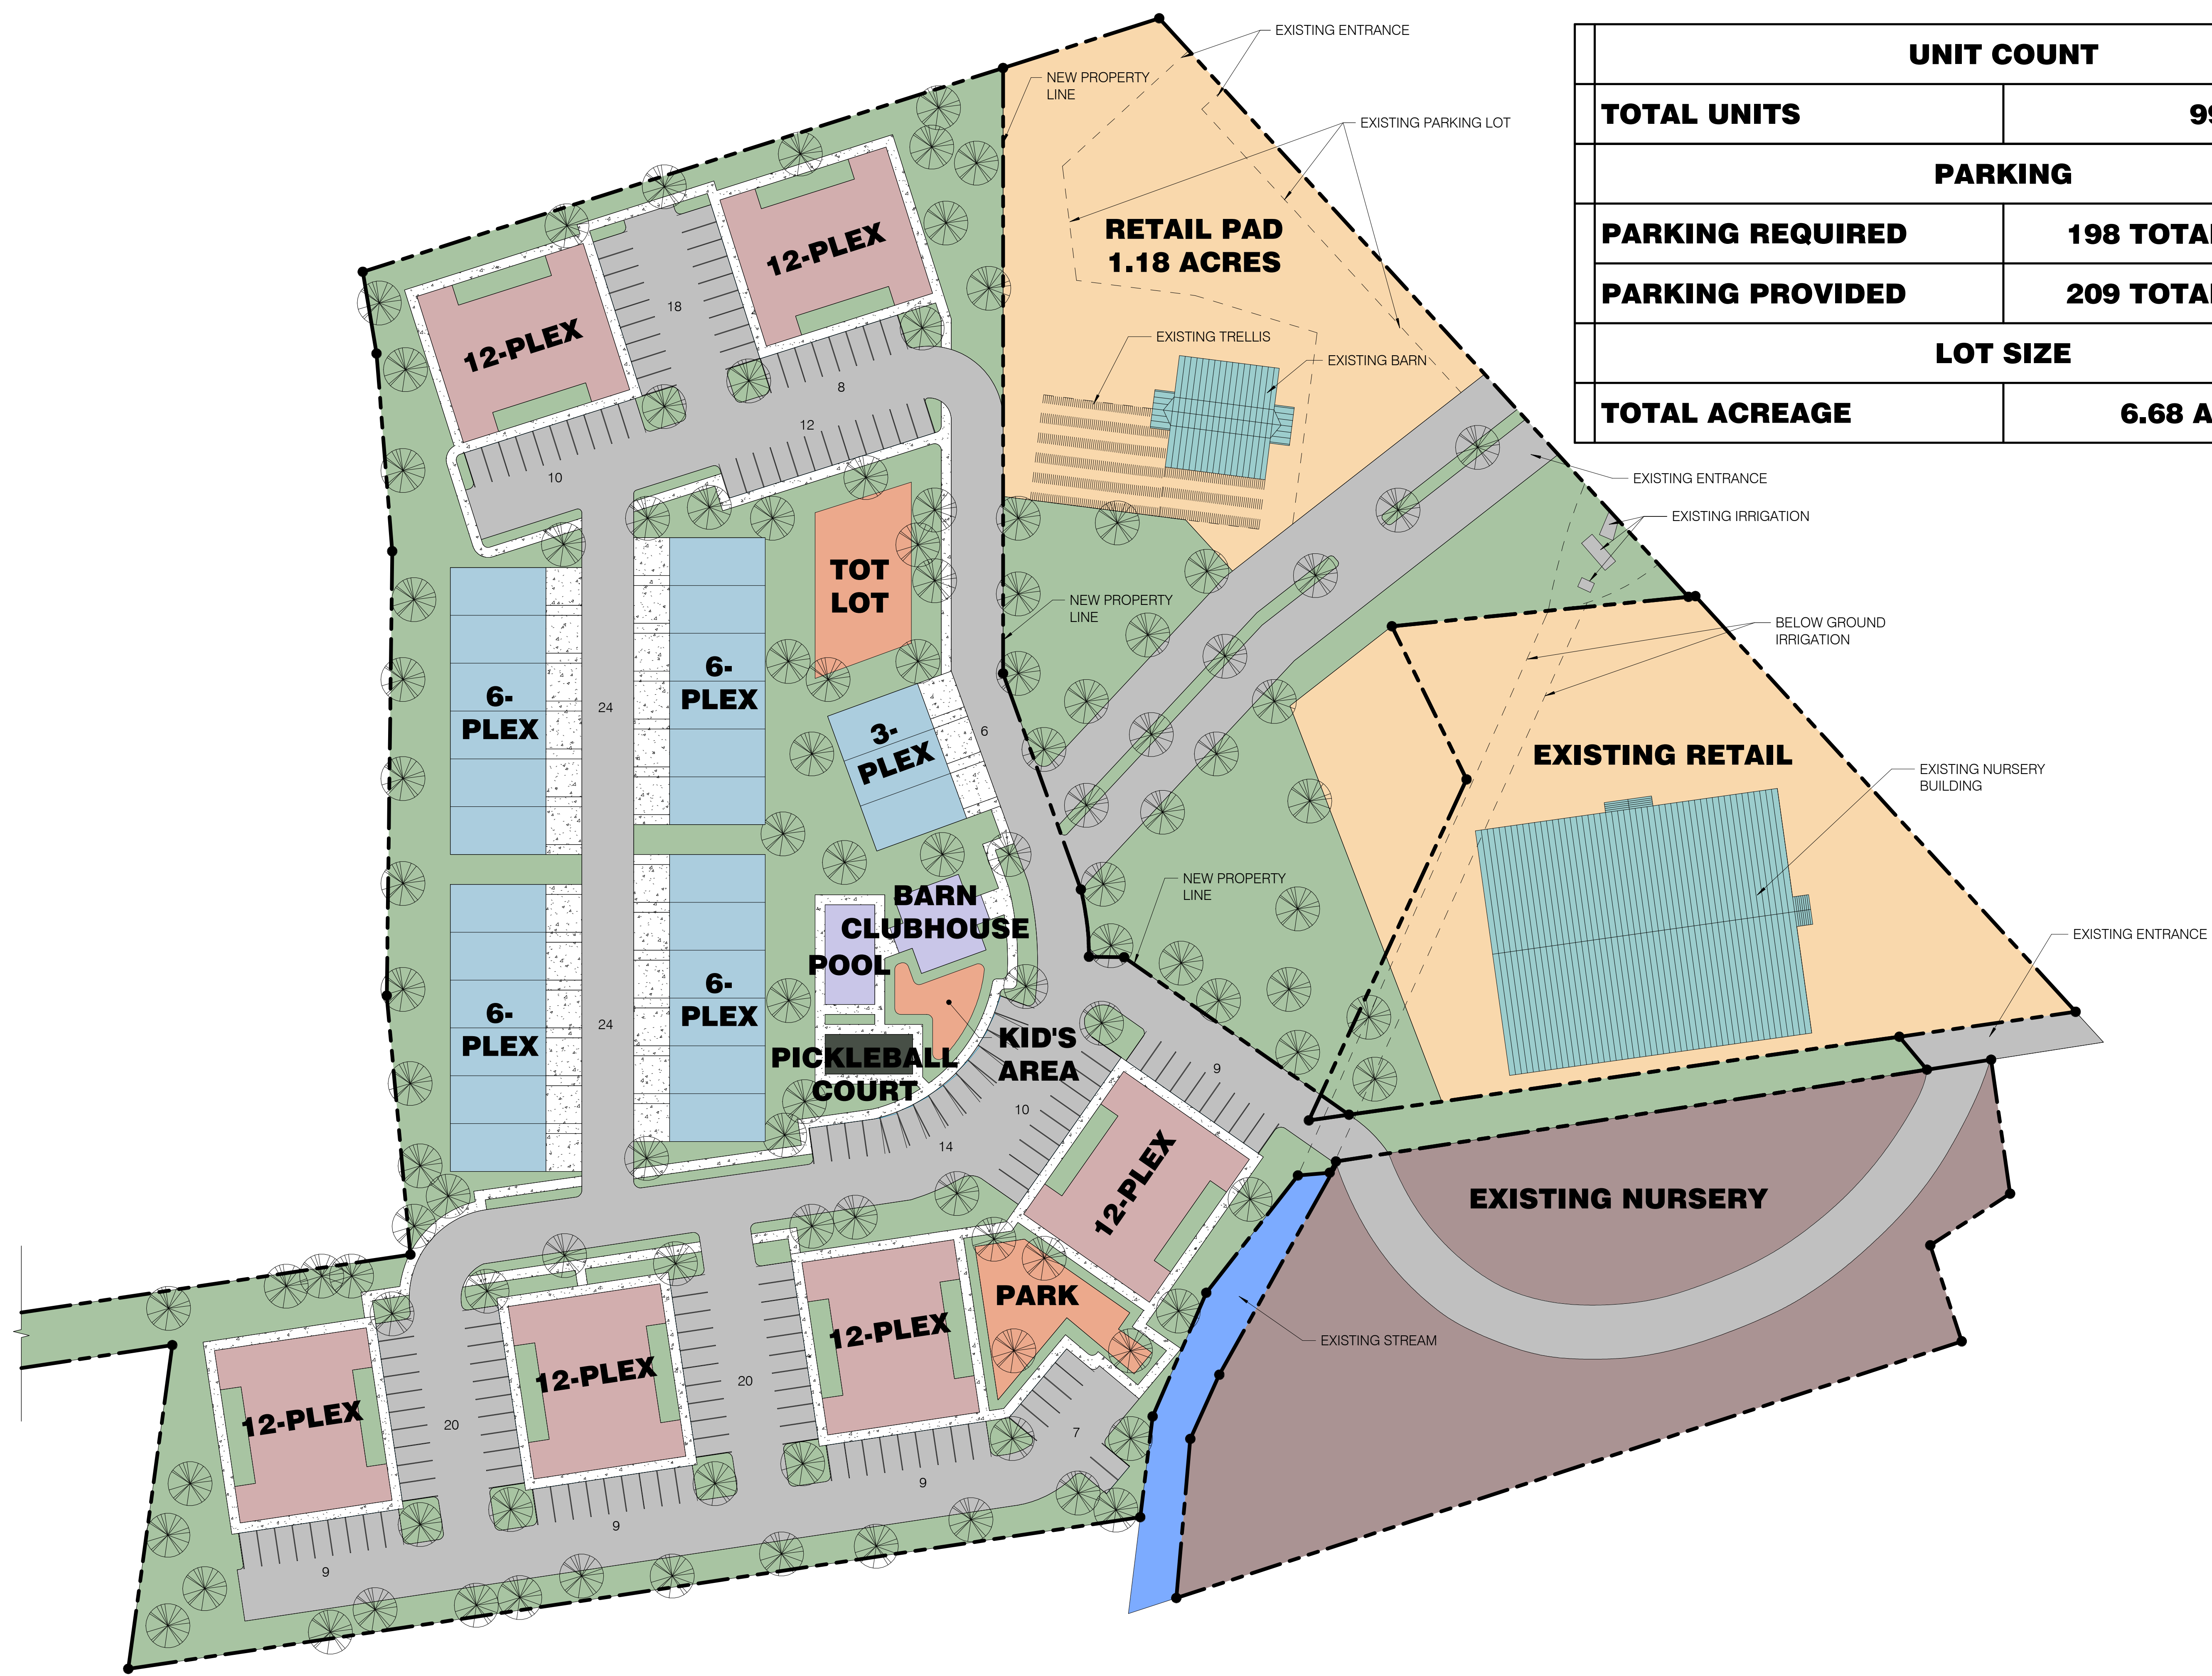 EXISTING ENTRANCE
NEW PROPERTY
LINE
EXISTING PARKING LOT
RETAIL PAD
1.18 ACRES
EXISTING TRELLIS
EXISTING BARN
UNIT COUNT
TOTAL UNITS 99
PARKING
PARKING REQUIRED 198 TOTAL
PARKING PROVIDED 209 TOTAL
LOT SIZE
TOTAL ACREAGE 6.68 A
12-PLEX
12-PLEX
18
8
12
10
EXISTING ENTRANCE
EXISTING IRRIGATION
TOT
LOT
NEW PROPERTY
LINE
BELOW GROUND
IRRIGATION
6-
PLEX
24
6-
PLEX
3-
PLEX
6
EXISTING RETAIL
EXISTING NURSERY
BUILDING
NEW PROPERTY
LINE
BARN
CLUBHOUSE
POOL
EXISTING ENTRANCE
6-
PLEX
24
6-
PLEX
KID'S
AREA
PICKLEBALL
COURT
9
10
14
12-PLEX
EXISTING NURSERY
PARK
EXISTING STREAM
12-PLEX
12-PLEX
12-PLEX
20
20
7
9
9
9